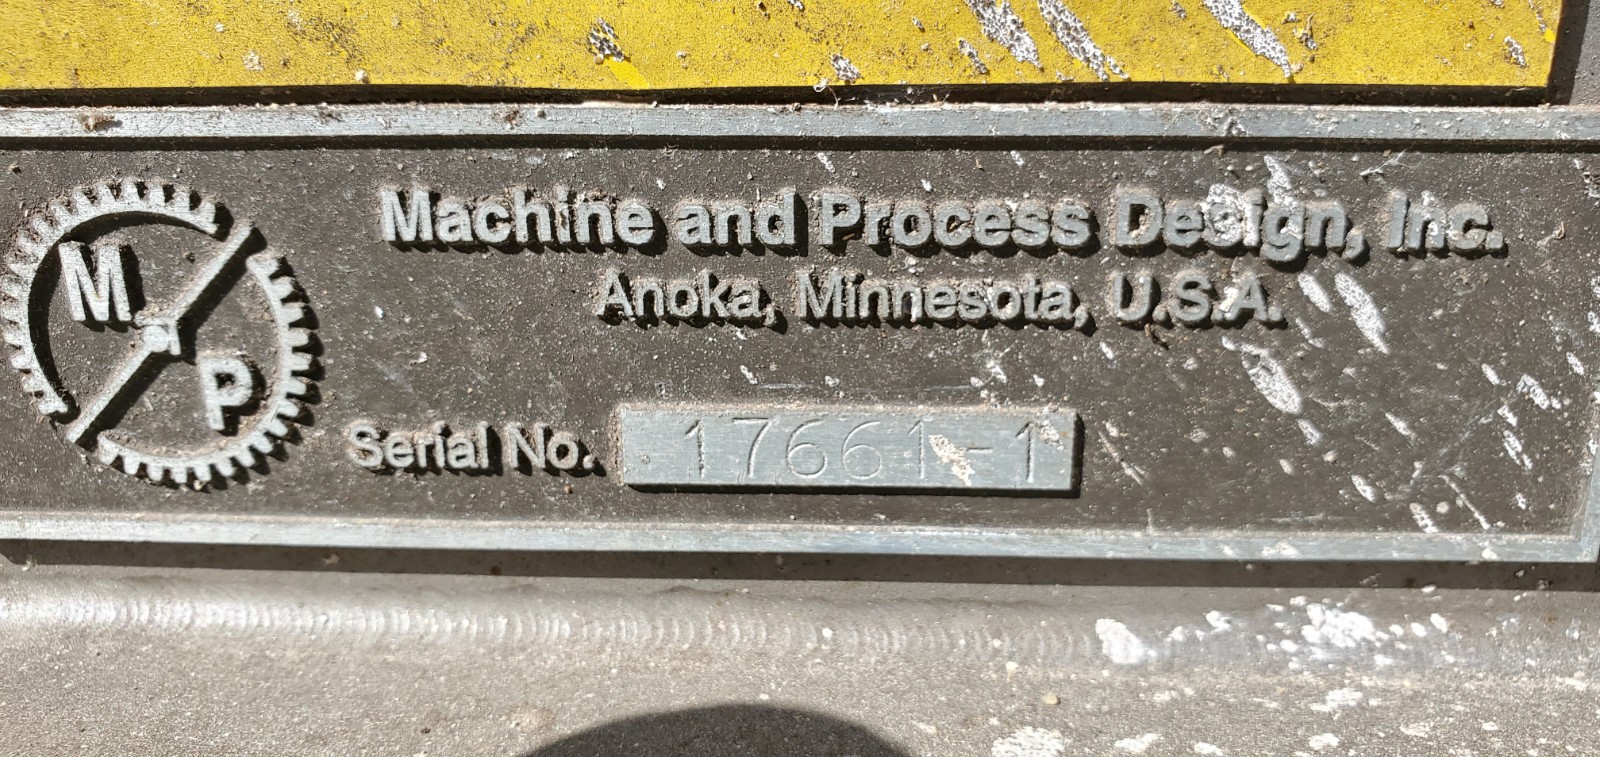 M
P
Machine and Process Design, Inc.
Anoka, Minnesota, U.S.A.
Serial No. 17661-1